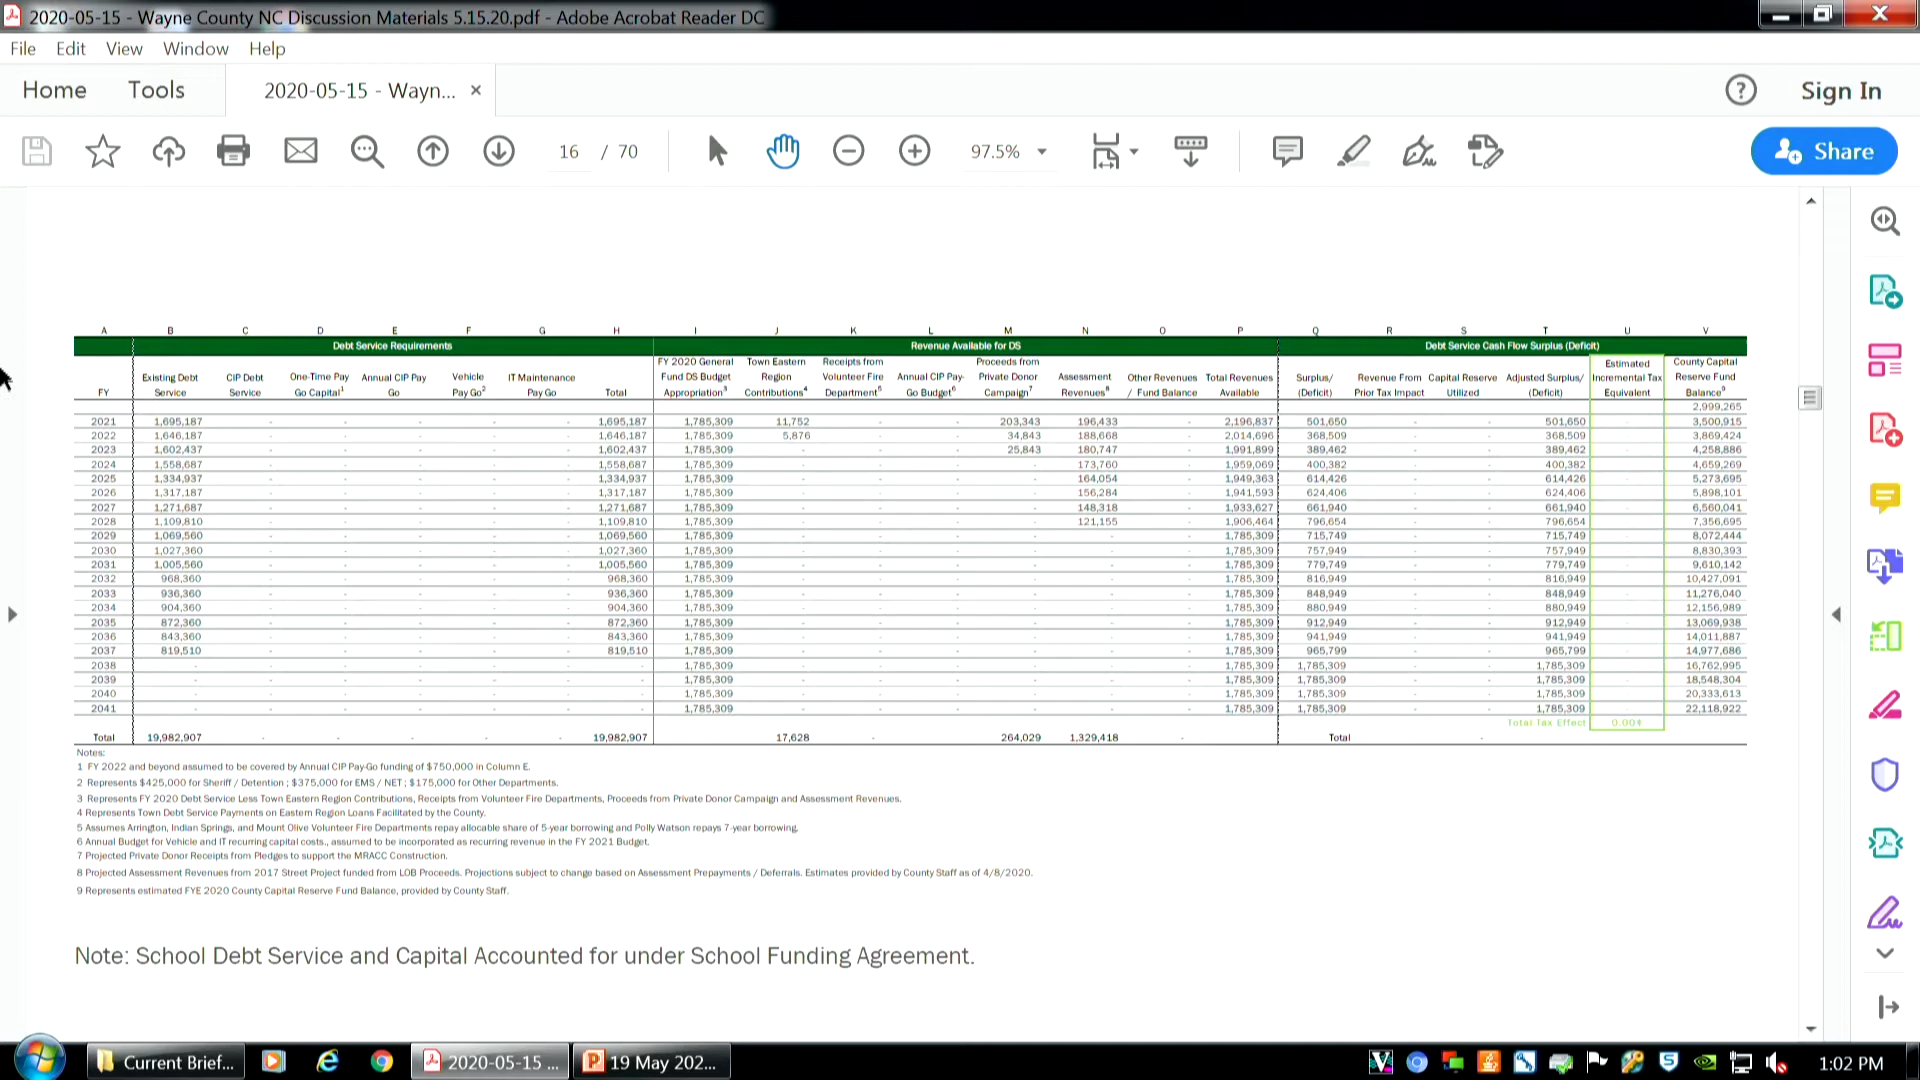 2020-05-15 - Wayne County NC Discussion Materials 5.15.20.pdf - Adobe Acrobat Reader DC
File Edit View Window Help
Home Tools 2020-05-15 - Wayn... × ? Sign In
16 / 70 97.5% Share
A B C D E F G H I J K L M N O P Q R S T U V
Debt Service Requirements Revenue Available for DS Debt Service Cash Flow Surplus (Deficit)
FY 2020 General Town Eastern Receipts from Proceeds from Estimated County Capital
Existing Debt CIP Debt One-Time Pay Annual CIP Pay Vehicle IT Maintenance Fund DS Budget Region Volunteer Fire Annual CIP Pay- Private Donor Assessment Other Revenues Total Revenues Surplus/ Revenue From Capital Reserve Adjusted Surplus/ Incremental Tax Reserve Fund
FY Service Service Go Capital1 Go Pay Go2 Pay Go Total Appropriation3 Contributions4 Department5 Go Budget6 Campaign7 Revenues8 / Fund Balance Available (Deficit) Prior Tax Impact Utilized (Deficit) Equivalent Balance9
2,999,265
2021 1,695,187 - - - - - 1,695,187 1,785,309 11,752 - - 203,343 196,433 - 2,196,837 501,650 - - 501,650 - 3,500,915
2022 1,646,187 - - - - - 1,646,187 1,785,309 5,876 - - 34,843 188,668 - 2,014,696 368,509 - - 368,509 - 3,869,424
2023 1,602,437 - - - - - 1,602,437 1,785,309 - - - 25,843 180,747 - 1,991,899 389,462 - - 389,462 - 4,258,886
2024 1,558,687 - - - - - 1,558,687 1,785,309 - - - - 173,760 - 1,959,069 400,382 - - 400,382 - 4,659,269
2025 1,334,937 - - - - - 1,334,937 1,785,309 - - - - 164,054 - 1,949,363 614,426 - - 614,426 - 5,273,695
2026 1,317,187 - - - - - 1,317,187 1,785,309 - - - - 156,284 - 1,941,593 624,406 - - 624,406 - 5,898,101
2027 1,271,687 - - - - - 1,271,687 1,785,309 - - - - 148,318 - 1,933,627 661,940 - - 661,940 - 6,560,041
2028 1,109,810 - - - - - 1,109,810 1,785,309 - - - - 121,155 - 1,906,464 796,654 - - 796,654 - 7,356,695
2029 1,069,560 - - - - - 1,069,560 1,785,309 - - - - - - 1,785,309 715,749 - - 715,749 - 8,072,444
2030 1,027,360 - - - - - 1,027,360 1,785,309 - - - - - - 1,785,309 757,949 - - 757,949 - 8,830,393
2031 1,005,560 - - - - - 1,005,560 1,785,309 - - - - - - 1,785,309 779,749 - - 779,749 - 9,610,142
2032 968,360 - - - - - 968,360 1,785,309 - - - - - - 1,785,309 816,949 - - 816,949 - 10,427,091
2033 936,360 - - - - - 936,360 1,785,309 - - - - - - 1,785,309 848,949 - - 848,949 - 11,276,040
2034 904,360 - - - - - 904,360 1,785,309 - - - - - - 1,785,309 880,949 - - 880,949 - 12,156,989
2035 872,360 - - - - - 872,360 1,785,309 - - - - - - 1,785,309 912,949 - - 912,949 - 13,069,938
2036 843,360 - - - - - 843,360 1,785,309 - - - - - - 1,785,309 941,949 - - 941,949 - 14,011,887
2037 819,510 - - - - - 819,510 1,785,309 - - - - - - 1,785,309 965,799 - - 965,799 - 14,977,686
2038 - - - - - - - 1,785,309 - - - - - - 1,785,309 1,785,309 - - 1,785,309 - 16,762,995
2039 - - - - - - - 1,785,309 - - - - - - 1,785,309 1,785,309 - - 1,785,309 - 18,548,304
2040 - - - - - - - 1,785,309 - - - - - - 1,785,309 1,785,309 - - 1,785,309 - 20,333,613
2041 - - - - - - - 1,785,309 - - - - - - 1,785,309 1,785,309 - - 1,785,309 - 22,118,922
Total Tax Effect 0.00¢
Total 19,982,907 - - - - - 19,982,907 17,628 - 264,029 1,329,418 - Total -
Notes:
1 FY 2022 and beyond assumed to be covered by Annual CIP Pay-Go funding of $750,000 in Column E.
2 Represents $425,000 for Sheriff / Detention ; $375,000 for EMS / NET ; $175,000 for Other Departments.
3 Represents FY 2020 Debt Service Less Town Eastern Region Contributions, Receipts from Volunteer Fire Departments, Proceeds from Private Donor Campaign and Assessment Revenues.
4 Represents Town Debt Service Payments on Eastern Region Loans Facilitated by the County.
5 Assumes Arrington, Indian Springs, and Mount Olive Volunteer Fire Departments repay allocable share of 5-year borrowing and Polly Watson repays 7-year borrowing.
6 Annual Budget for Vehicle and IT recurring capital costs., assumed to be incorporated as recurring revenue in the FY 2021 Budget.
7 Projected Private Donor Receipts from Pledges to support the MRACC Construction.
8 Projected Assessment Revenues from 2017 Street Project funded from LOB Proceeds. Projections subject to change based on Assessment Prepayments / Deferrals. Estimates provided by County Staff as of 4/8/2020.
9 Represents estimated FYE 2020 County Capital Reserve Fund Balance, provided by County Staff.
Note: School Debt Service and Capital Accounted for under School Funding Agreement.
Current Brief... 2020-05-15 ... 19 May 202... 1:02 PM